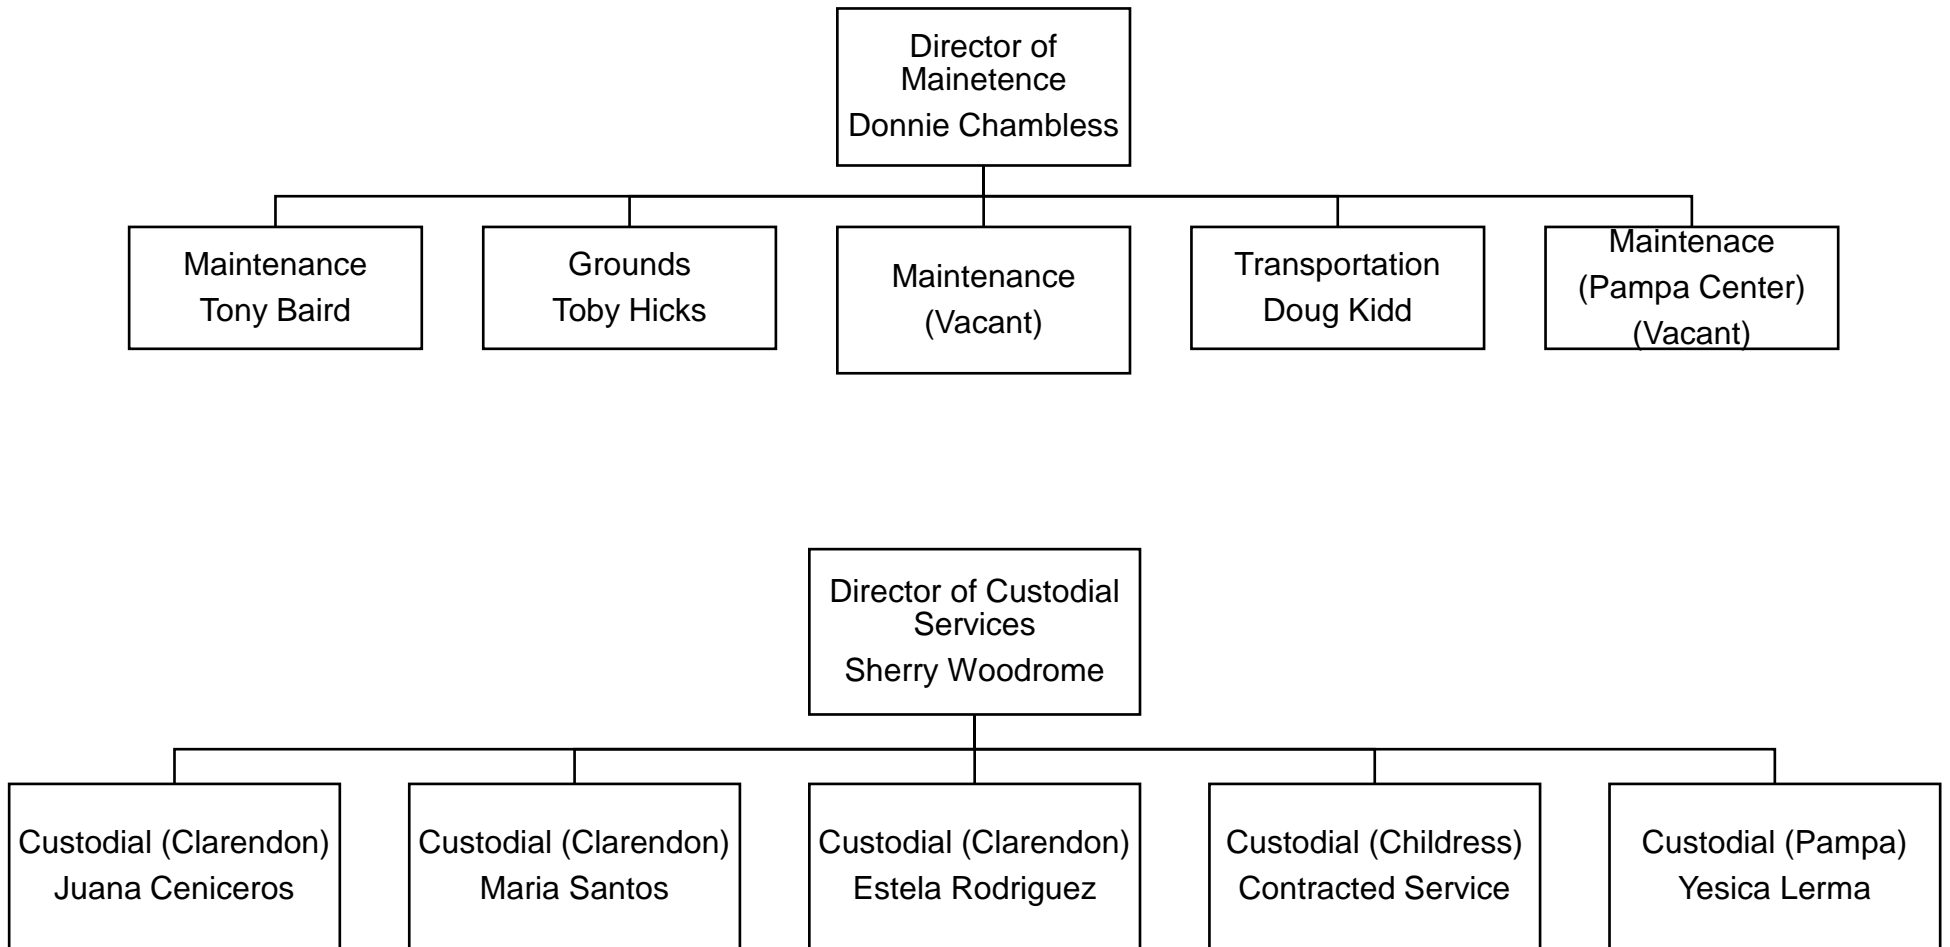 Director of
Mainetence
Donnie Chambless
Maintenance
Tony Baird
Grounds
Toby Hicks
Maintenance
(Vacant)
Transportation
Doug Kidd
Maintenace
(Pampa Center)
(Vacant)
Director of Custodial
Services
Sherry Woodrome
Custodial (Clarendon)
Juana Ceniceros
Custodial (Clarendon)
Maria Santos
Custodial (Clarendon)
Estela Rodriguez
Custodial (Childress)
Contracted Service
Custodial (Pampa)
Yesica Lerma